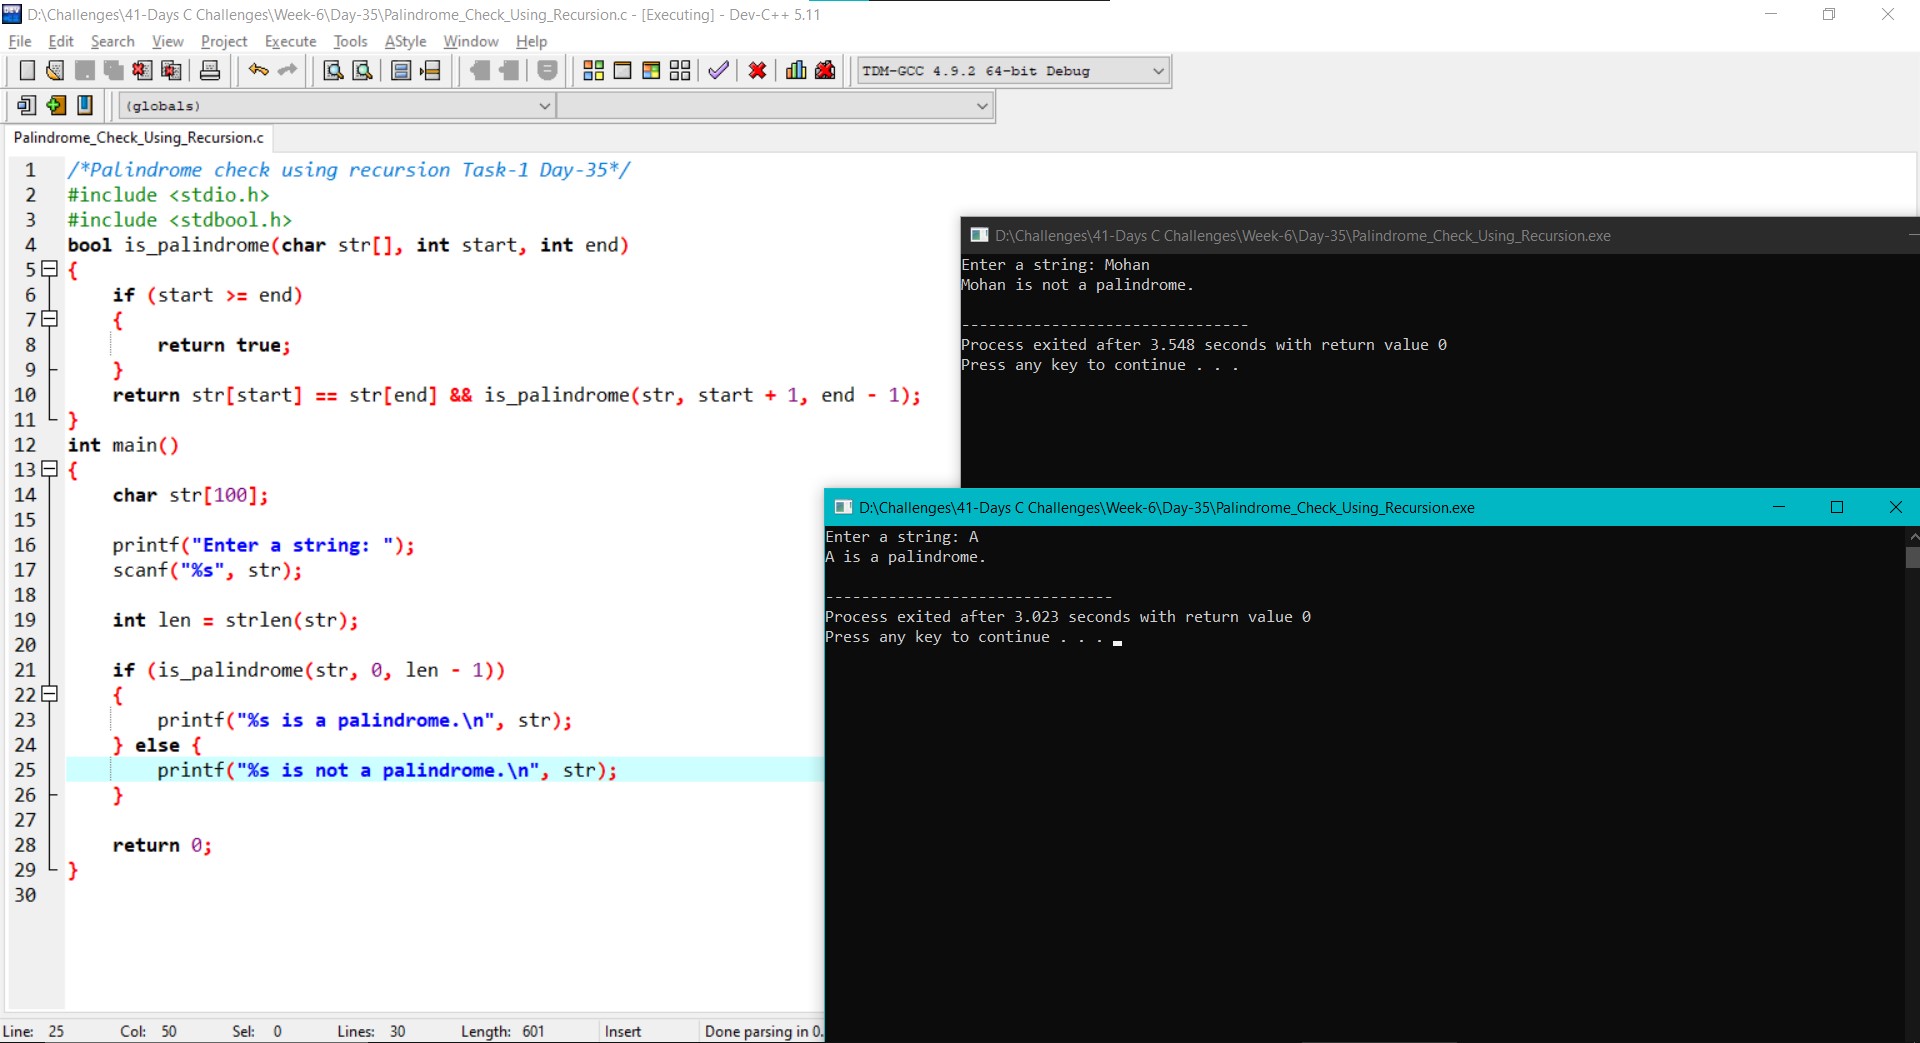 D:\Challenges\41-Days C Challenges\Week-6\Day-35\Palindrome_Check_Using_Recursion.c - [Executing] - Dev-C++ 5.11
File Edit Search View Project Execute Tools AStyle Window Help
TDM-GCC 4.9.2 64-bit Debug
(globals)
Palindrome_Check_Using_Recursion.c
1 /*Palindrome check using recursion Task-1 Day-35*/
2 #include <stdio.h>
3 #include <stdbool.h>
4 bool is_palindrome(char str[], int start, int end)
5 {
6     if (start >= end)
7     {
8         return true;
9     }
10     return str[start] == str[end] && is_palindrome(str, start + 1, end - 1);
11 }
12 int main()
13 {
14     char str[100];
15
16     printf("Enter a string: ");
17     scanf("%s", str);
18
19     int len = strlen(str);
20
21     if (is_palindrome(str, 0, len - 1))
22     {
23         printf("%s is a palindrome.\n", str);
24     } else {
25         printf("%s is not a palindrome.\n", str);
26     }
27
28     return 0;
29 }
30
D:\Challenges\41-Days C Challenges\Week-6\Day-35\Palindrome_Check_Using_Recursion.exe
Enter a string: Mohan
Mohan is not a palindrome.
--------------------------------
Process exited after 3.548 seconds with return value 0
Press any key to continue . . .
D:\Challenges\41-Days C Challenges\Week-6\Day-35\Palindrome_Check_Using_Recursion.exe
Enter a string: A
A is a palindrome.
--------------------------------
Process exited after 3.023 seconds with return value 0
Press any key to continue . . .
Line: 25 Col: 50 Sel: 0 Lines: 30 Length: 601 Insert Done parsing in 0.